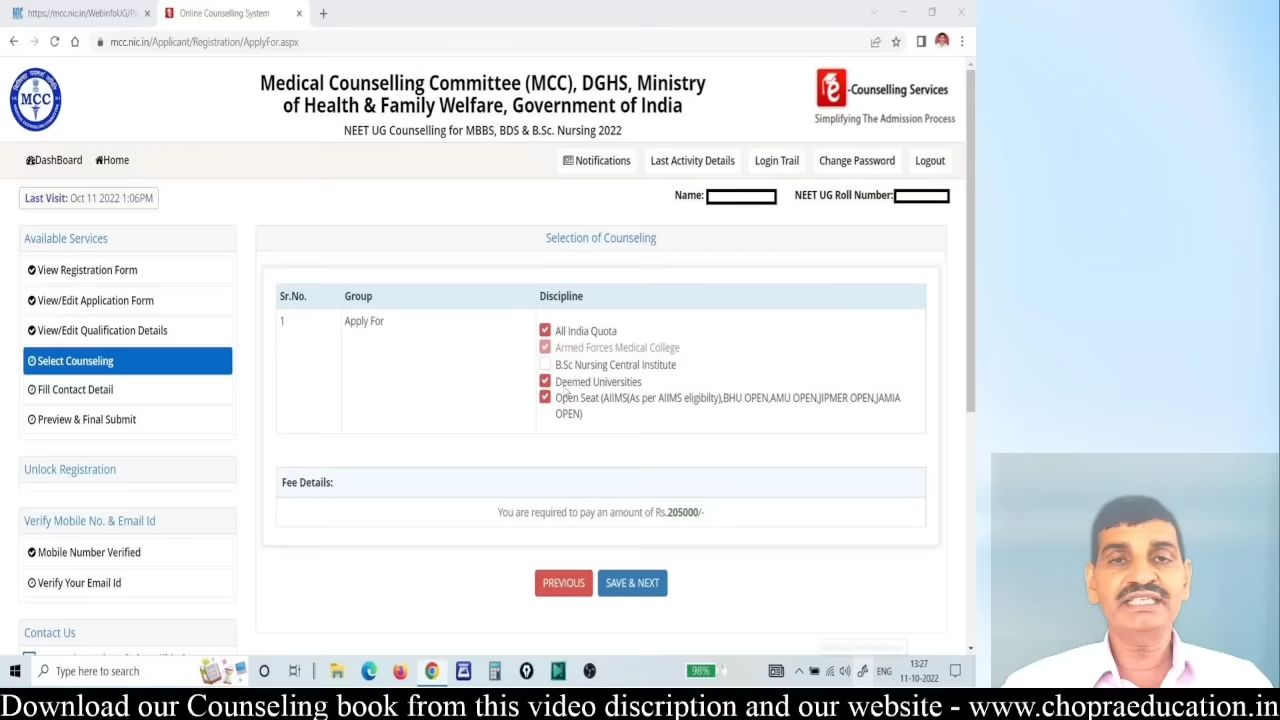 https://mcc.nic.in/WebinfoUG/P
Online Counselling System
mcc.nic.in/Applicant/Registration/ApplyFor.aspx
MCC
Medical Counselling Committee (MCC), DGHS, Ministry
of Health & Family Welfare, Government of India
NEET UG Counselling for MBBS, BDS & B.Sc. Nursing 2022
e-Counselling Services
Simplifying The Admission Process
DashBoard Home
Notifications Last Activity Details Login Trail Change Password Logout
Last Visit: Oct 11 2022 1:06PM
Name: NEET UG Roll Number:
Available Services
View Registration Form
View/Edit Application Form
View/Edit Qualification Details
Select Counseling
Fill Contact Detail
Preview & Final Submit
Unlock Registration
Verify Mobile No. & Email Id
Mobile Number Verified
Verify Your Email Id
Contact Us
Selection of Counseling
Sr.No. Group Discipline
1 Apply For
All India Quota
Armed Forces Medical College
B.Sc Nursing Central Institute
Deemed Universities
Open Seat (AIIMS(As per AIIMS eligibilty),BHU OPEN,AMU OPEN,JIPMER OPEN,JAMIA
OPEN)
Fee Details:
You are required to pay an amount of Rs.205000/-
PREVIOUS SAVE & NEXT
Type here to search
98%
ENG
13:27
11-10-2022
Download our Counseling book from this video discription and our website - www.chopraeducation.in